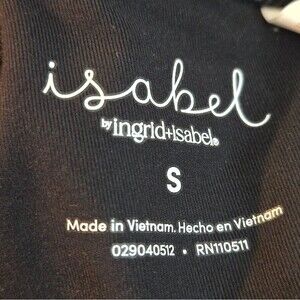 isabel
by ingrid+isabel®
S
Made in Vietnam. Hecho en Vietnam
029040512 • RN110511